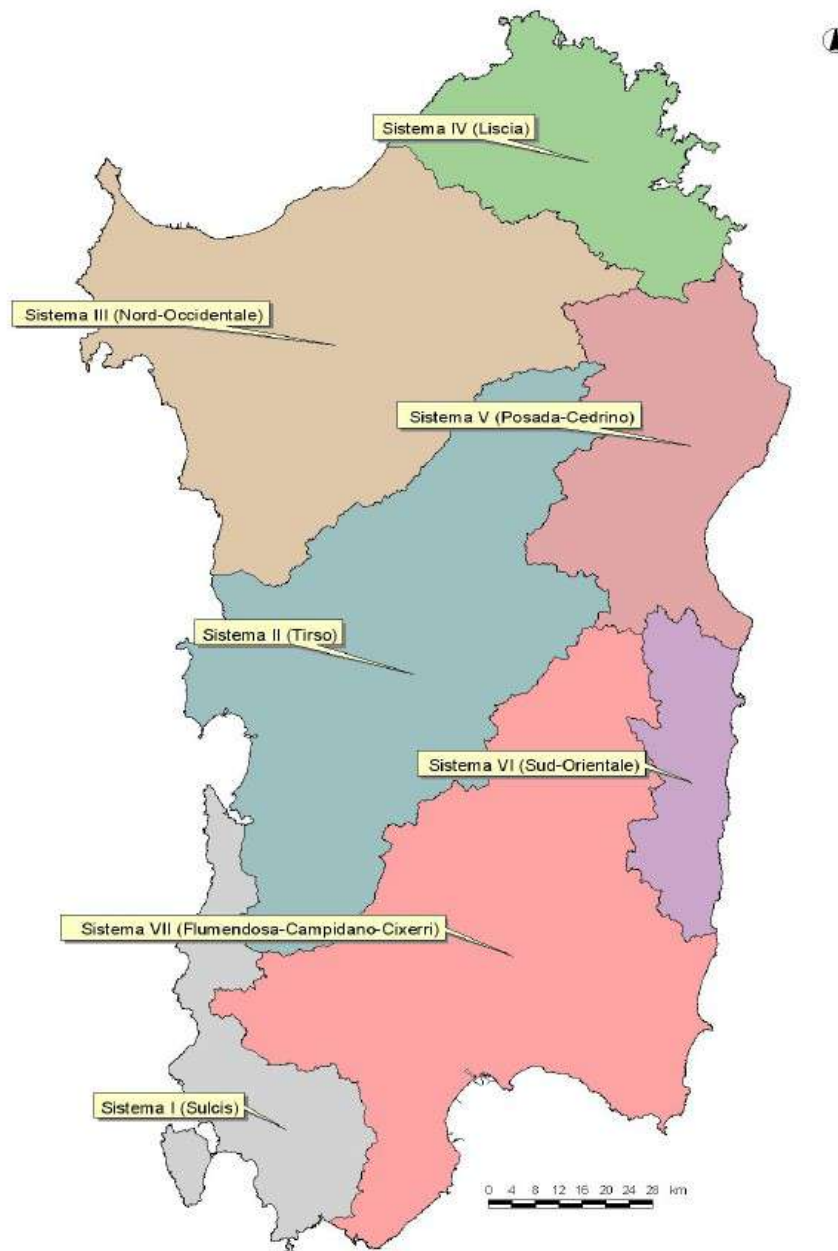 Sistema IV (Liscia)
Sistema III (Nord-Occidentale)
Sistema V (Posada-Cedrino)
Sistema II (Tirso)
Sistema VI (Sud-Orientale)
Sistema VII (Flumendosa-Campidano-Cixerri)
Sistema I (Sulcis)
0 4 8 12 16 20 24 28 km